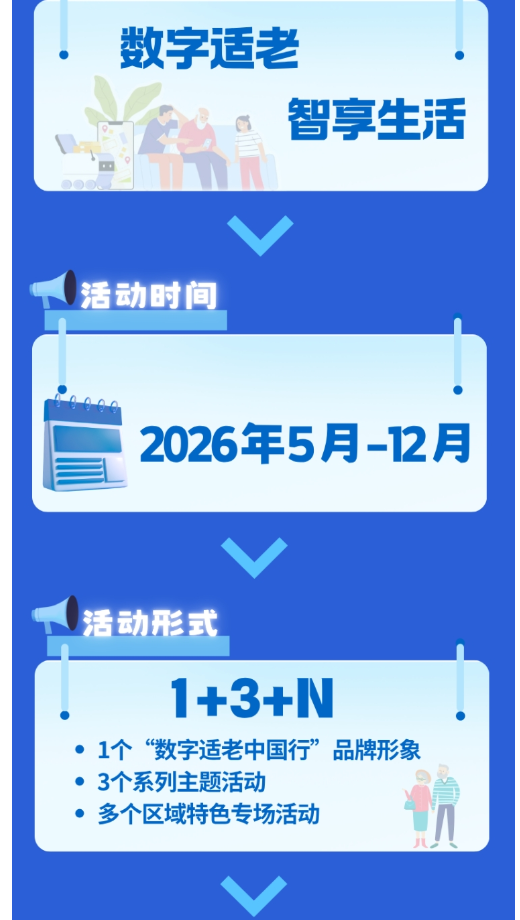 数字适老
智享生活
活动时间
2026年5月-12月
活动形式
1+3+N
• 1个“数字适老中国行”品牌形象
• 3个系列主题活动
• 多个区域特色专场活动